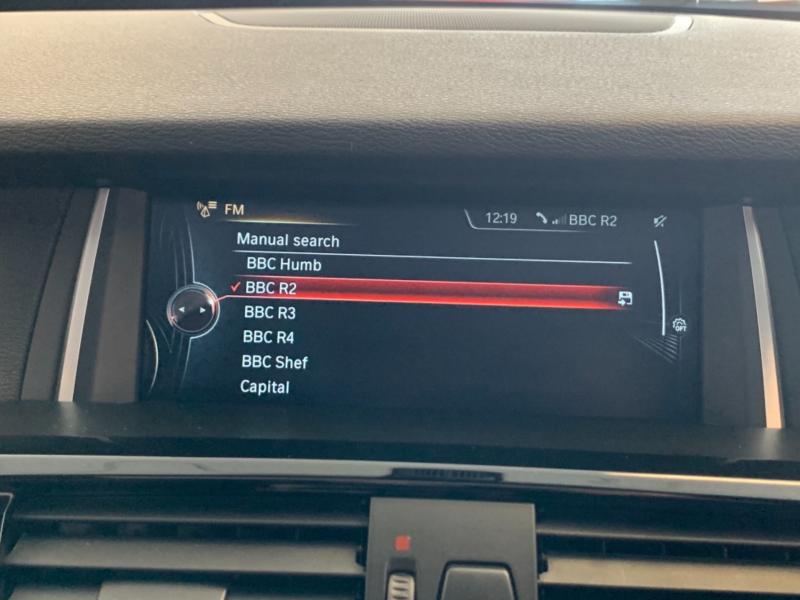 FM
12:19 BBC R2
Manual search
BBC Humb
BBC R2
BBC R3
OPT
BBC R4
BBC Shef
Capital